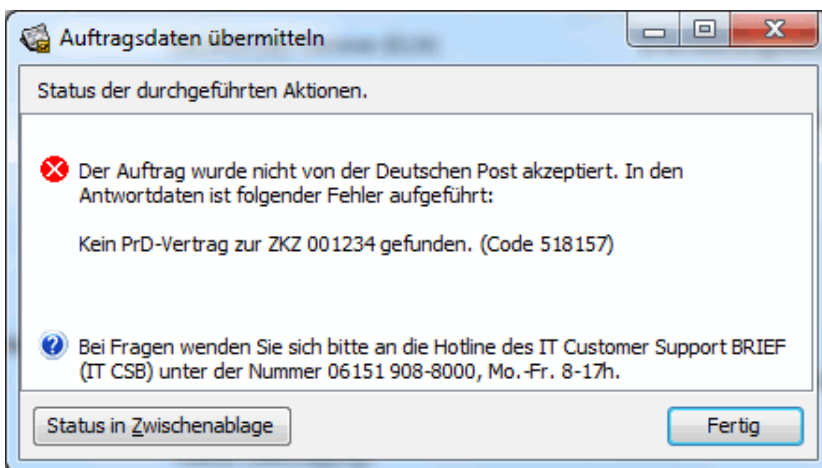 Auftragsdaten übermitteln
Status der durchgeführten Aktionen.
Der Auftrag wurde nicht von der Deutschen Post akzeptiert. In den
Antwortdaten ist folgender Fehler aufgeführt:
Kein PrD-Vertrag zur ZKZ 001234 gefunden. (Code 518157)
Bei Fragen wenden Sie sich bitte an die Hotline des IT Customer Support BRIEF
(IT CSB) unter der Nummer 06151 908-8000, Mo.-Fr. 8-17h.
Status in Zwischenablage
Fertig